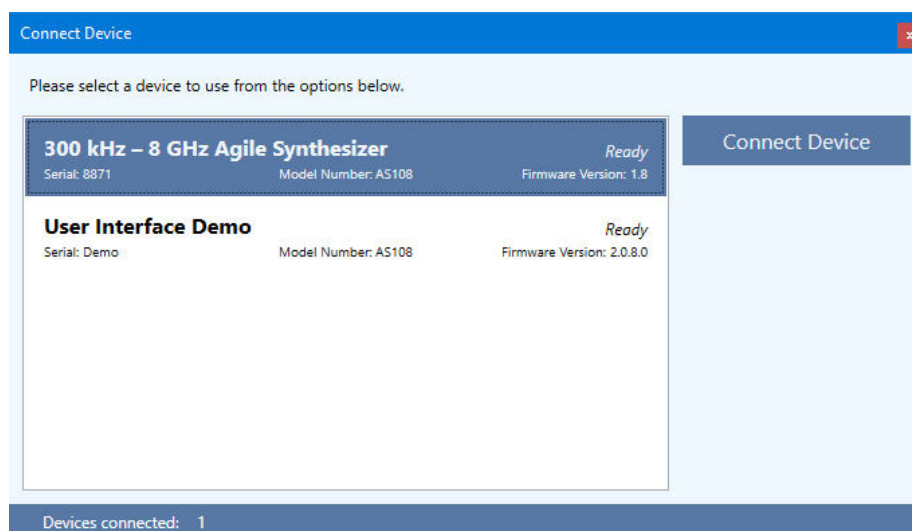 Connect Device
Please select a device to use from the options below.
300 kHz – 8 GHz Agile Synthesizer Ready
Serial: 8871 Model Number: AS108 Firmware Version: 1.8
Connect Device
User Interface Demo Ready
Serial: Demo Model Number: AS108 Firmware Version: 2.0.8.0
Devices connected: 1